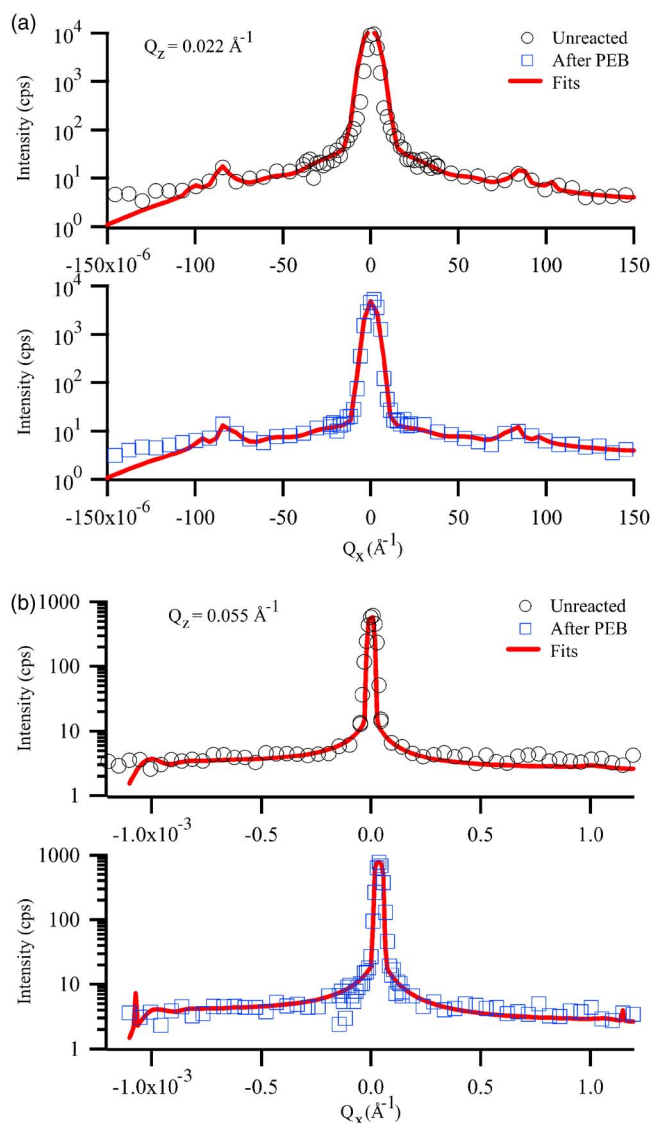 (a)
Q_z = 0.022 Å^-1
Unreacted
After PEB
Fits
Intensity (cps)
10^4
10^3
10^2
10^1
10^0
-150x10^-6 -100 -50 0 50 100 150
Intensity (cps)
10^4
10^3
10^2
10^1
10^0
-150x10^-6 -100 -50 0 50 100 150
Q_x (Å^-1)
(b)
Q_z = 0.055 Å^-1
Unreacted
After PEB
Fits
Intensity (cps)
1000
100
10
1
-1.0x10^-3 -0.5 0.0 0.5 1.0
Intensity (cps)
1000
100
10
1
-1.0x10^-3 -0.5 0.0 0.5 1.0
Q_x (Å^-1)